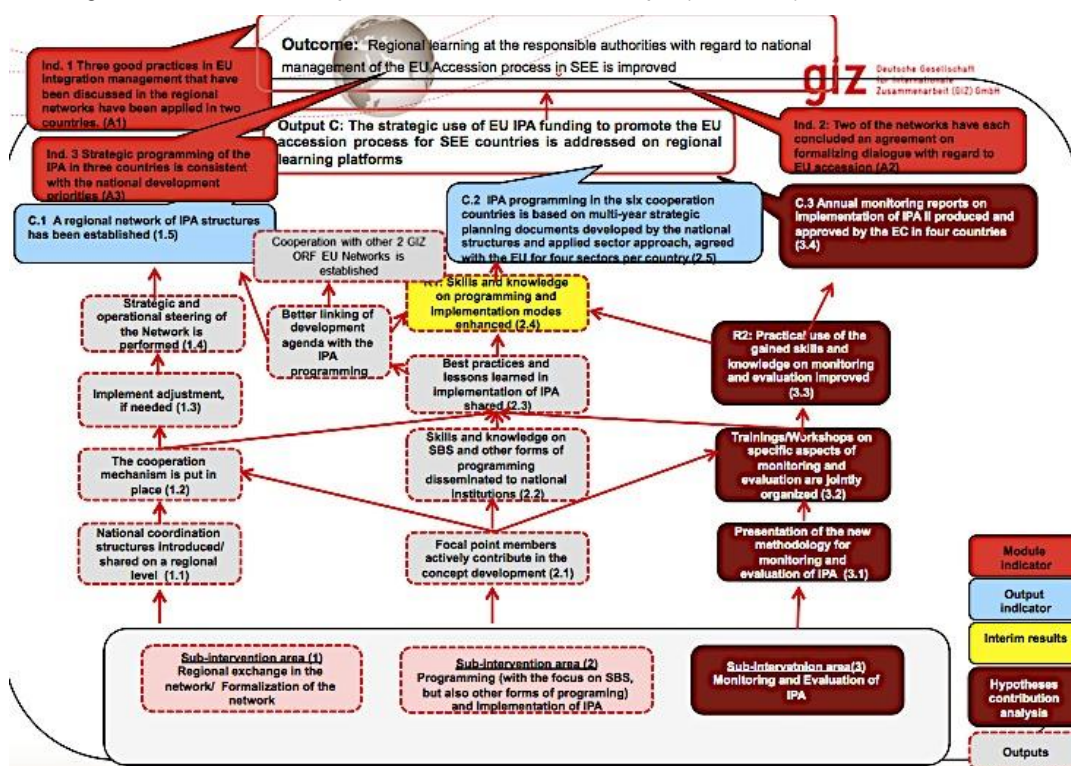 Outcome: Regional learning at the responsible authorities with regard to national
management of the EU Accession process in SEE is improved
Ind. 1 Three good practices in EU
Integration management that have
been discussed in the regional
networks have been applied in two
countries. (A1)
giz Deutsche Gesellschaft
für Internationale
Zusammenarbeit (GIZ) GmbH
Output C: The strategic use of EU IPA funding to promote the EU
accession process for SEE countries is addressed on regional
learning platforms
Ind. 2: Two of the networks have each
concluded an agreement on
formalizing dialogue with regard to
EU accession (A2)
Ind. 3 Strategic programming of the
IPA in three countries is consistent
with the national development
priorities (A3)
C.1 A regional network of IPA structures
has been established (1.5)
C.2 IPA programming in the six cooperation
countries is based on multi-year strategic
planning documents developed by the national
structures and applied sector approach, agreed
with the EU for four sectors per country (2.5)
C.3 Annual monitoring reports on
Implementation of IPA II produced and
approved by the EC in four countries
(3.4)
Cooperation with other 2 GIZ
ORF EU Networks is
established
Strategic and
operational steering of
the Network is
performed (1.4)
Better linking of
development
agenda with the
IPA
programming
R1: Skills and knowledge
on programming and
Implementation modes
enhanced (2.4)
R2: Practical use of the
gained skills and
knowledge on monitoring
and evaluation improved
(3.3)
Implement adjustment,
if needed (1.3)
Best practices and
lessons learned in
implementation of IPA
shared (2.3)
The cooperation
mechanism is put in
place (1.2)
Skills and knowledge on
SBS and other forms of
programming
disseminated to national
institutions (2.2)
Trainings/Workshops on
specific aspects of
monitoring and
evaluation are jointly
organized (3.2)
National coordination
structures introduced/
shared on a regional
level (1.1)
Focal point members
actively contribute in the
concept development (2.1)
Presentation of the new
methodology for
monitoring and
evaluation of IPA (3.1)
Sub-intervention area (1)
Regional exchange in the
network/ Formalization of the
network
Sub-intervention area (2)
Programming (with the focus on SBS,
but also other forms of programing)
and Implementation of IPA
Sub-intervatnion area(3)
Monitoring and Evaluation of
IPA
Module
indicator
Output
indicator
Interim results
Hypotheses
contribution
analysis
Outputs